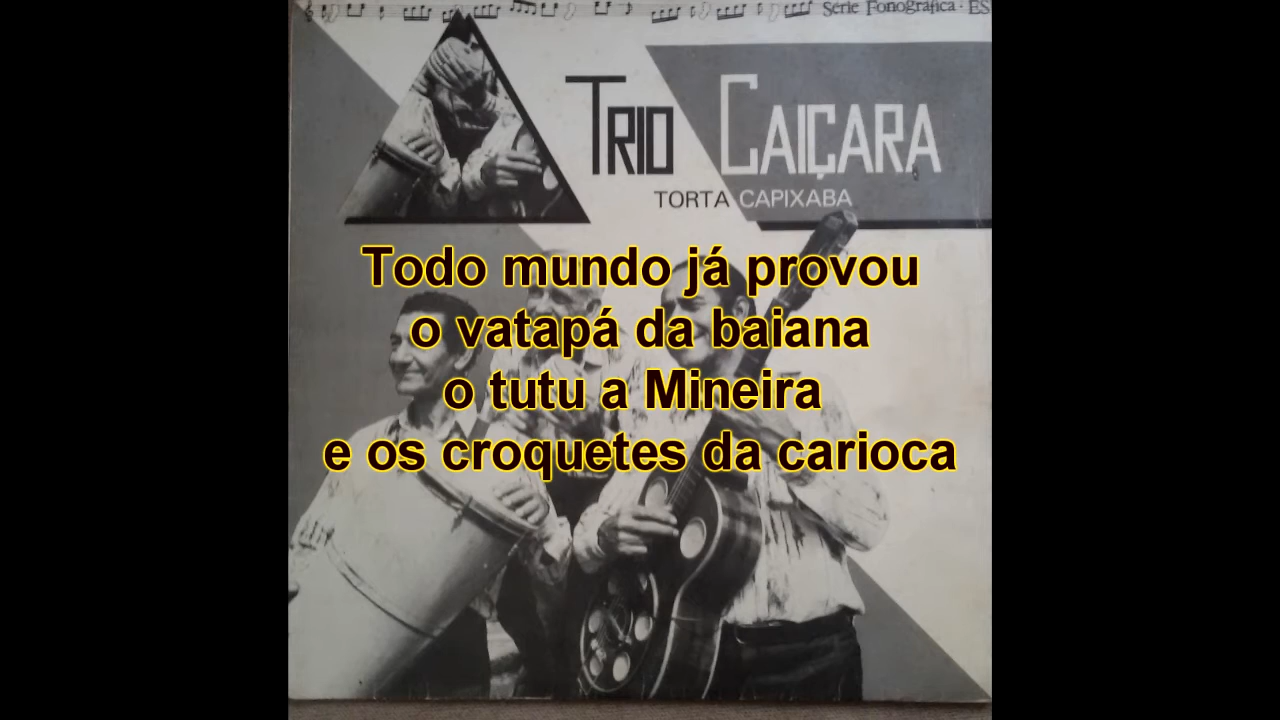 Série Fonográfica · ES
TRIO CAIÇARA
TORTA CAPIXABA
Todo mundo já provou
o vatapá da baiana
o tutu a Mineira
e os croquetes da carioca